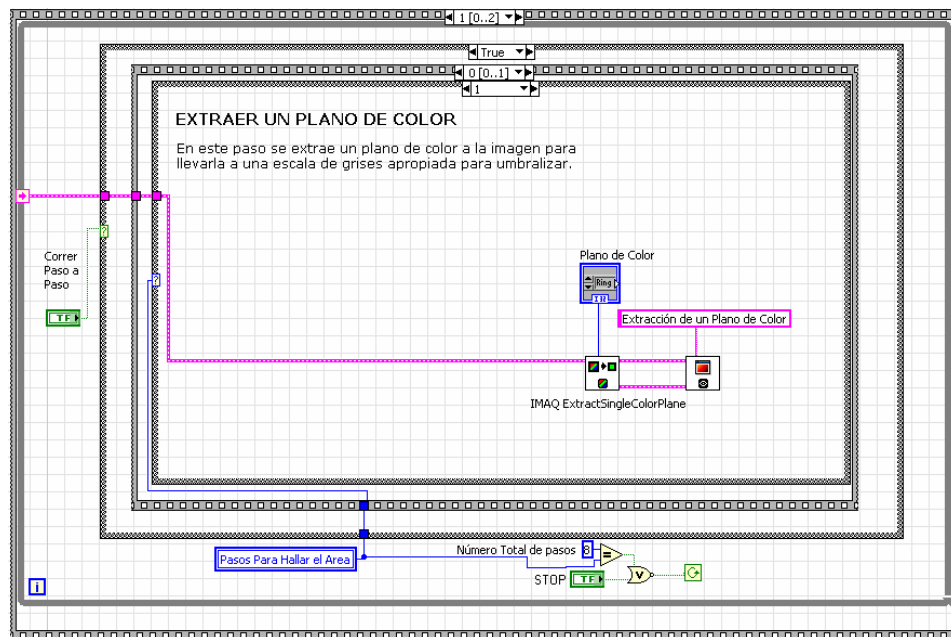 1 [0..2]
True
0 [0..1]
1
EXTRAER UN PLANO DE COLOR
En este paso se extrae un plano de color a la imagen para
llevarla a una escala de grises apropiada para umbralizar.
?
Correr
Paso a
Paso
TF
?
Plano de Color
Ring
Extracción de un Plano de Color
IMAQ ExtractSingleColorPlane
Pasos Para Hallar el Area
Número Total de pasos 8
=
STOP TF
V
i